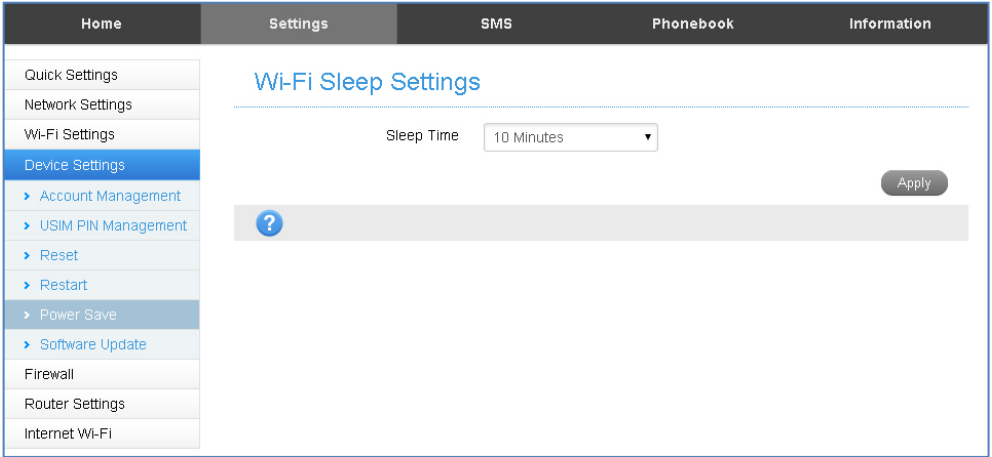 Home Settings SMS Phonebook Information
Quick Settings
Wi-Fi Sleep Settings
Network Settings
Wi-Fi Settings
Sleep Time 10 Minutes
Device Settings
Account Management
Apply
USIM PIN Management
?
Reset
Restart
Power Save
Software Update
Firewall
Router Settings
Internet Wi-Fi